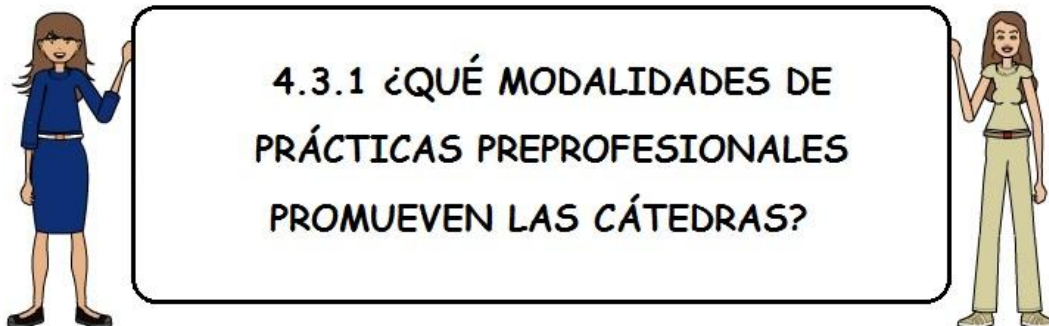 4.3.1 ¿QUÉ MODALIDADES DE
PRÁCTICAS PREPROFESIONALES
PROMUEVEN LAS CÁTEDRAS?